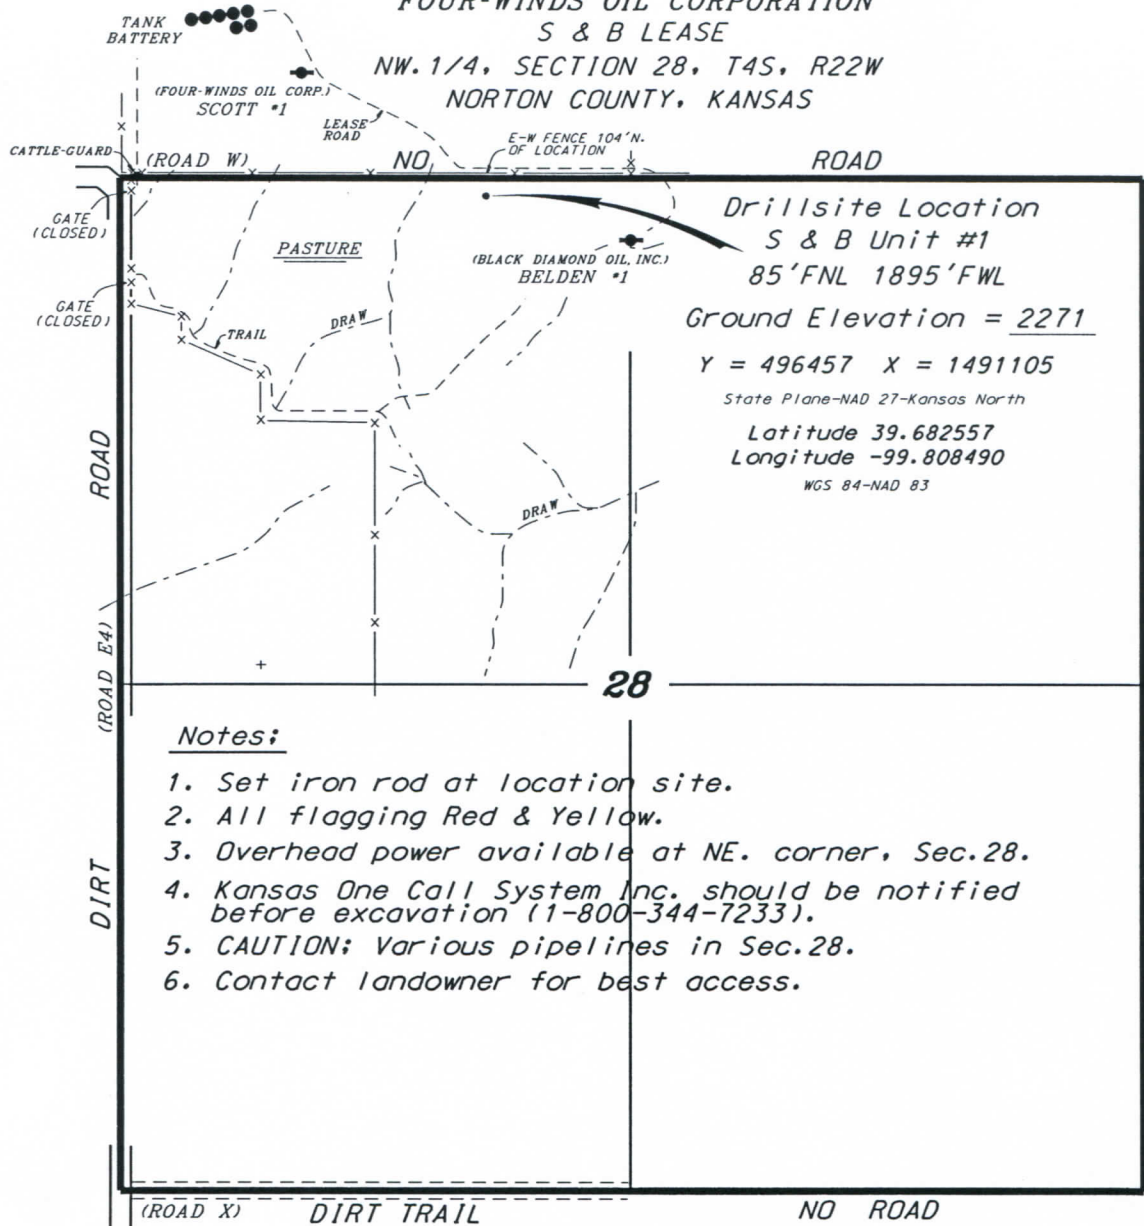 FOUR-WINDS OIL CORPORATION
S & B LEASE
NW. 1/4, SECTION 28, T4S, R22W
NORTON COUNTY, KANSAS
TANK
BATTERY
(FOUR-WINDS OIL CORP.)
SCOTT #1
LEASE
ROAD
E-W FENCE 104'N.
OF LOCATION
CATTLE-GUARD
(ROAD W)
NO
ROAD
GATE
(CLOSED)
PASTURE
Drillsite Location
S & B Unit #1
85'FNL 1895'FWL
(BLACK DIAMOND OIL, INC.)
BELDEN #1
GATE
(CLOSED)
TRAIL
DRAW
Ground Elevation = 2271
Y = 496457 X = 1491105
State Plane-NAD 27-Kansas North
Latitude 39.682557
Longitude -99.808490
WGS 84-NAD 83
ROAD
DRAW
(ROAD E4)
28
Notes:
1. Set iron rod at location site.
2. All flagging Red & Yellow.
3. Overhead power available at NE. corner, Sec.28.
4. Kansas One Call System Inc. should be notified
before excavation (1-800-344-7233).
5. CAUTION: Various pipelines in Sec.28.
6. Contact landowner for best access.
DIRT
(ROAD X)
DIRT TRAIL
NO ROAD